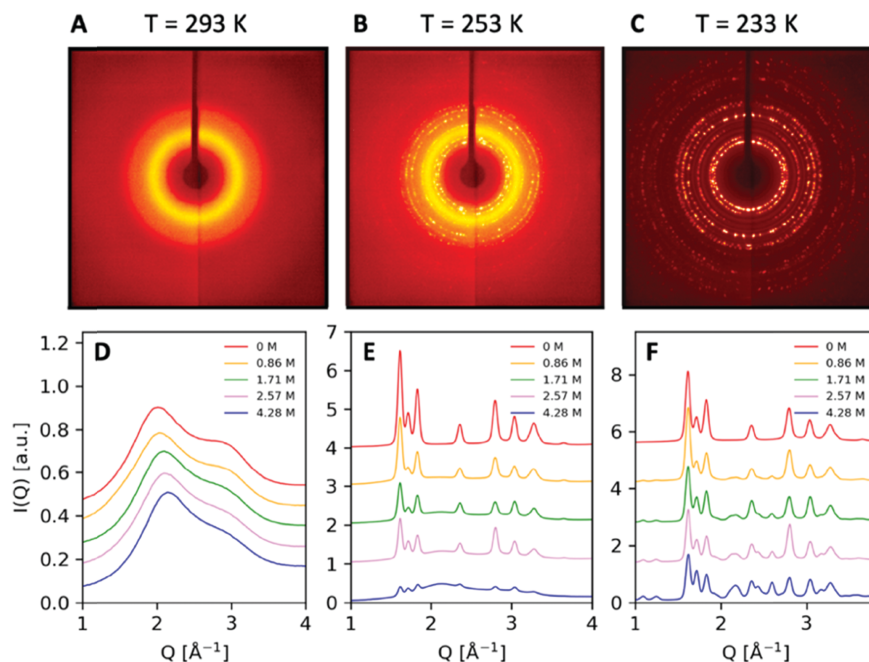 A T = 293 K
B T = 253 K
C T = 233 K
D
0 M
0.86 M
1.71 M
2.57 M
4.28 M
1.2
1.0
0.8
0.6
0.4
0.2
0.0
I(Q) [a.u.]
1 2 3 4
Q [Å⁻¹]
E
0 M
0.86 M
1.71 M
2.57 M
4.28 M
7
6
5
4
3
2
1
0
1 2 3 4
Q [Å⁻¹]
F
0 M
0.86 M
1.71 M
2.57 M
4.28 M
8
6
4
2
0
1 2 3
Q [Å⁻¹]